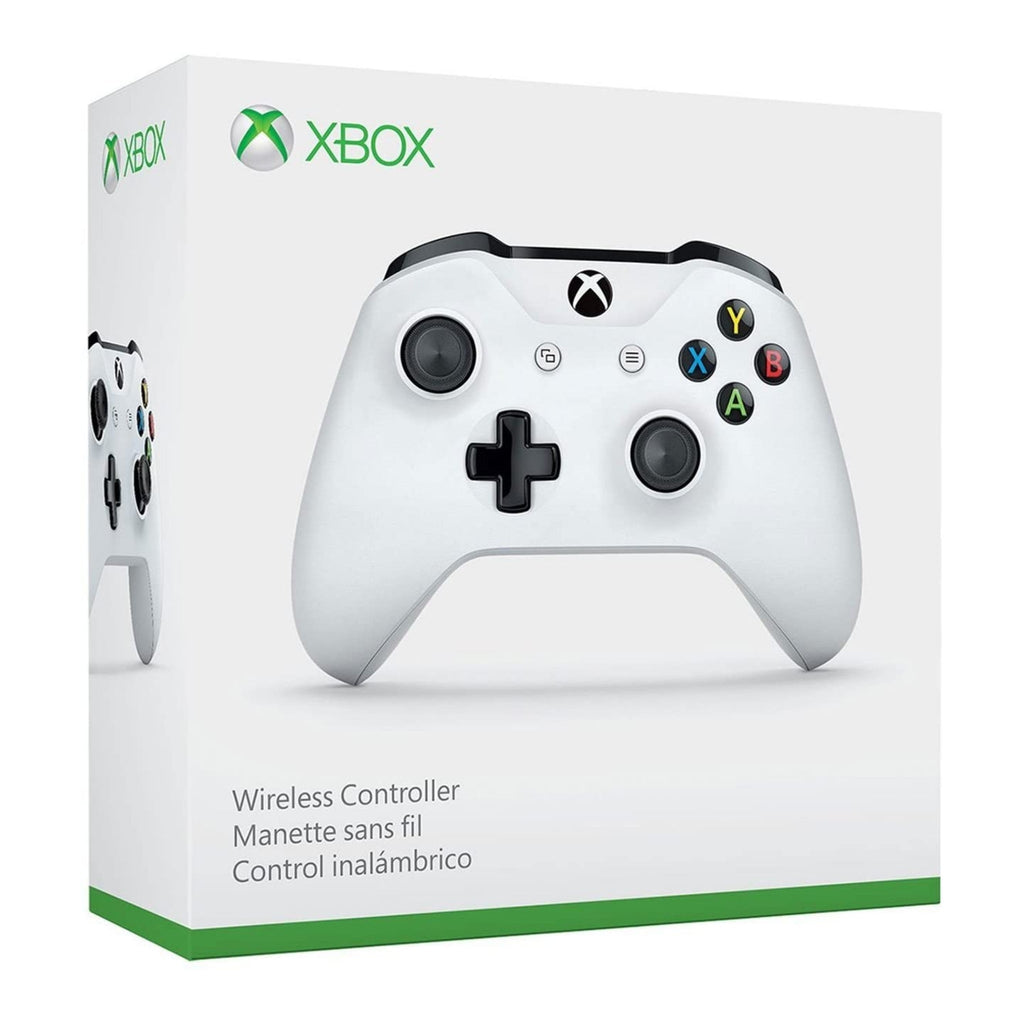 XBOX
XBOX
Y
X
B
A
Wireless Controller
Manette sans fil
Control inalámbrico